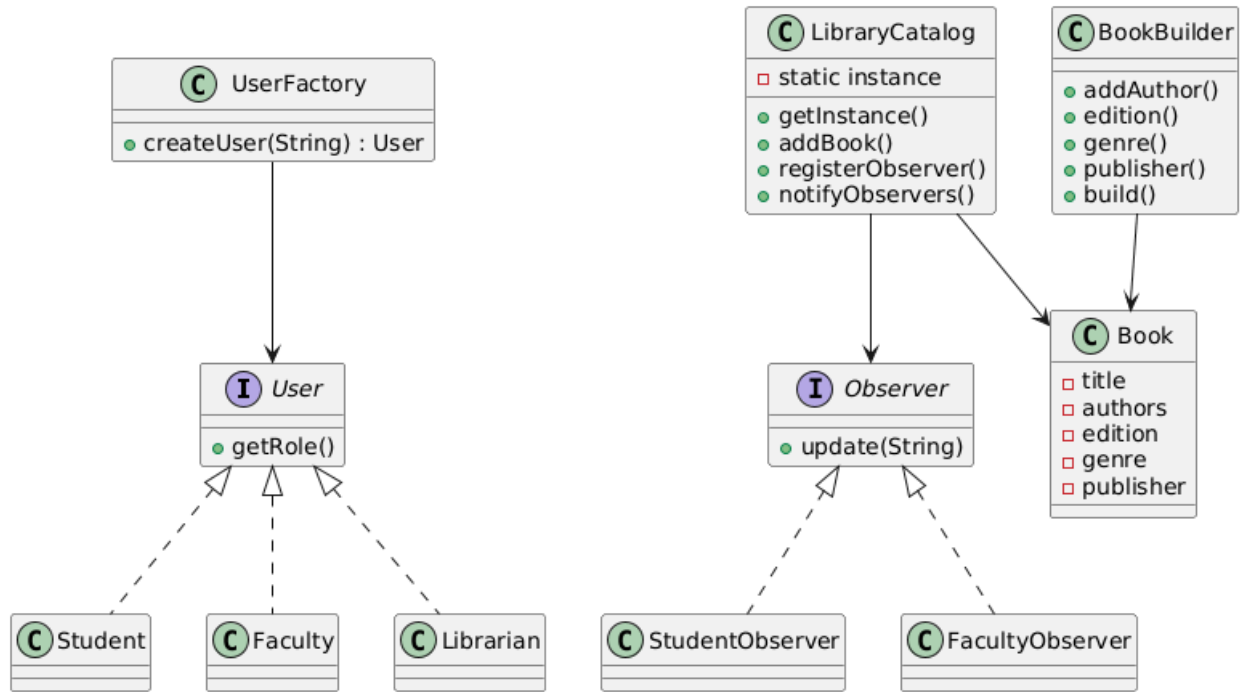 C UserFactory
createUser(String) : User
C LibraryCatalog
static instance
getInstance()
addBook()
registerObserver()
notifyObservers()
C BookBuilder
addAuthor()
edition()
genre()
publisher()
build()
I User
getRole()
I Observer
update(String)
C Book
title
authors
edition
genre
publisher
C Student
C Faculty
C Librarian
C StudentObserver
C FacultyObserver